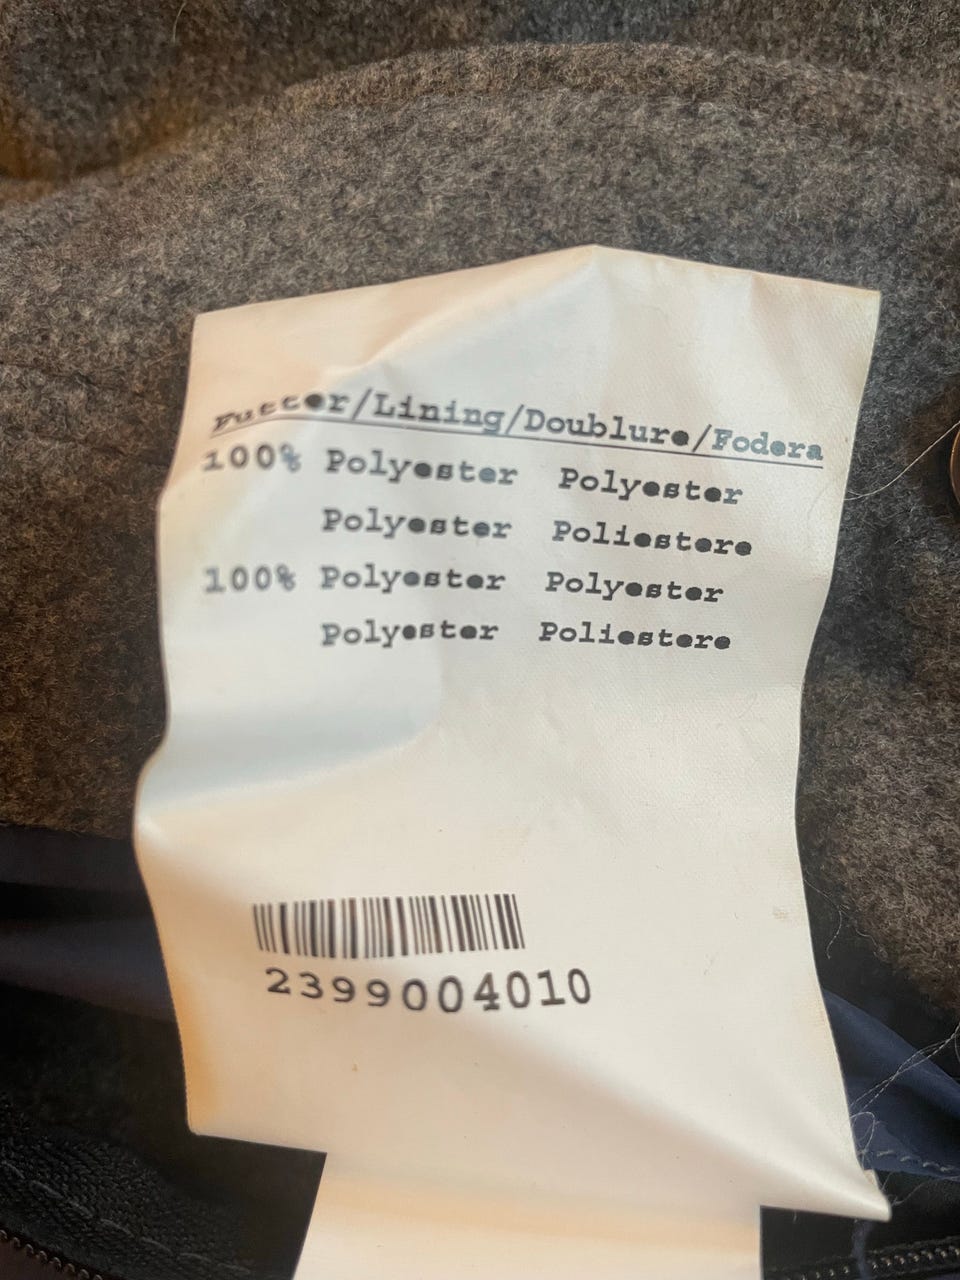 Futter/Lining/Doublure/Fodera
100% Polyester Polyester
Polyester Poliestere
100% Polyester Polyester
Polyester Poliestere
2399004010